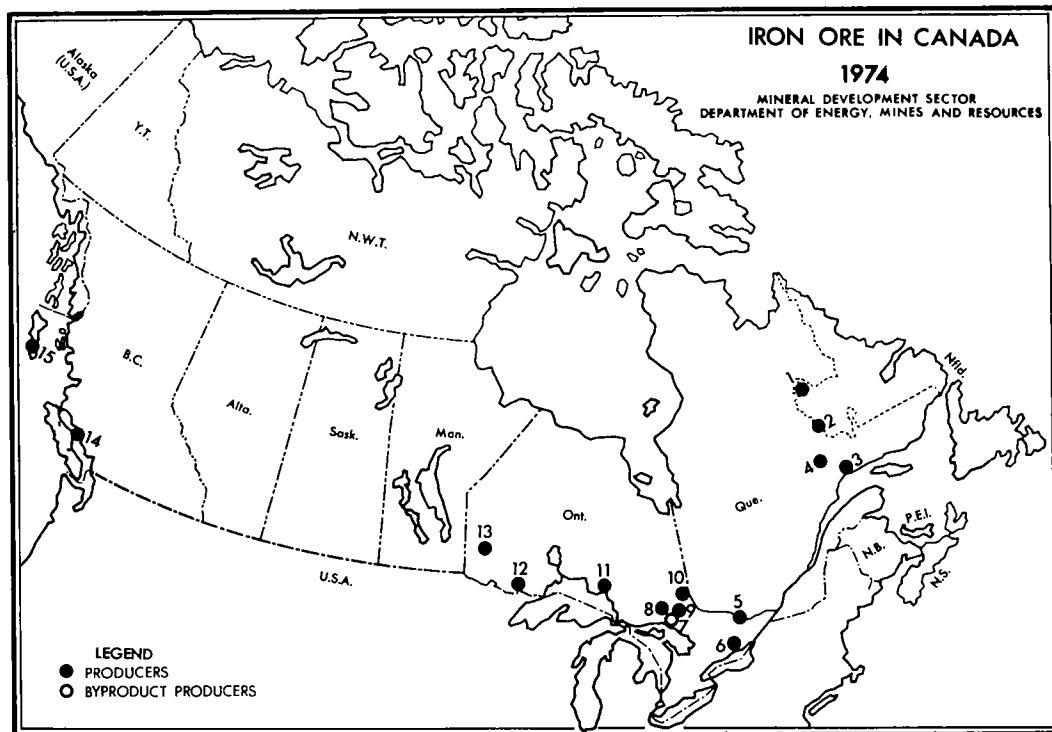 IRON ORE IN CANADA
1974
MINERAL DEVELOPMENT SECTOR
DEPARTMENT OF ENERGY, MINES AND RESOURCES
Alaska
(U.S.A.)
Y.T.
N.W.T.
B.C.
Alta.
Sask.
Man.
Ont.
Que.
Nfld.
P.E.I.
N.B.
N.S.
U.S.A.
1
2
3
4
5
6
7
8
9
10
11
12
13
14
15
LEGEND
PRODUCERS
BYPRODUCT PRODUCERS